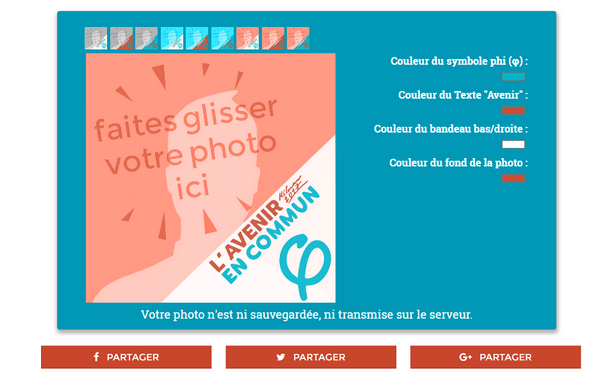 Couleur du symbole phi (φ) :
Couleur du Texte "Avenir" :
Couleur du bandeau bas/droite :
Couleur du fond de la photo :
faites glisser
votre photo
ici
L'AVENIR
EN COMMUN
φ
Votre photo n'est ni sauvegardée, ni transmise sur le serveur.
f PARTAGER
PARTAGER
G+ PARTAGER